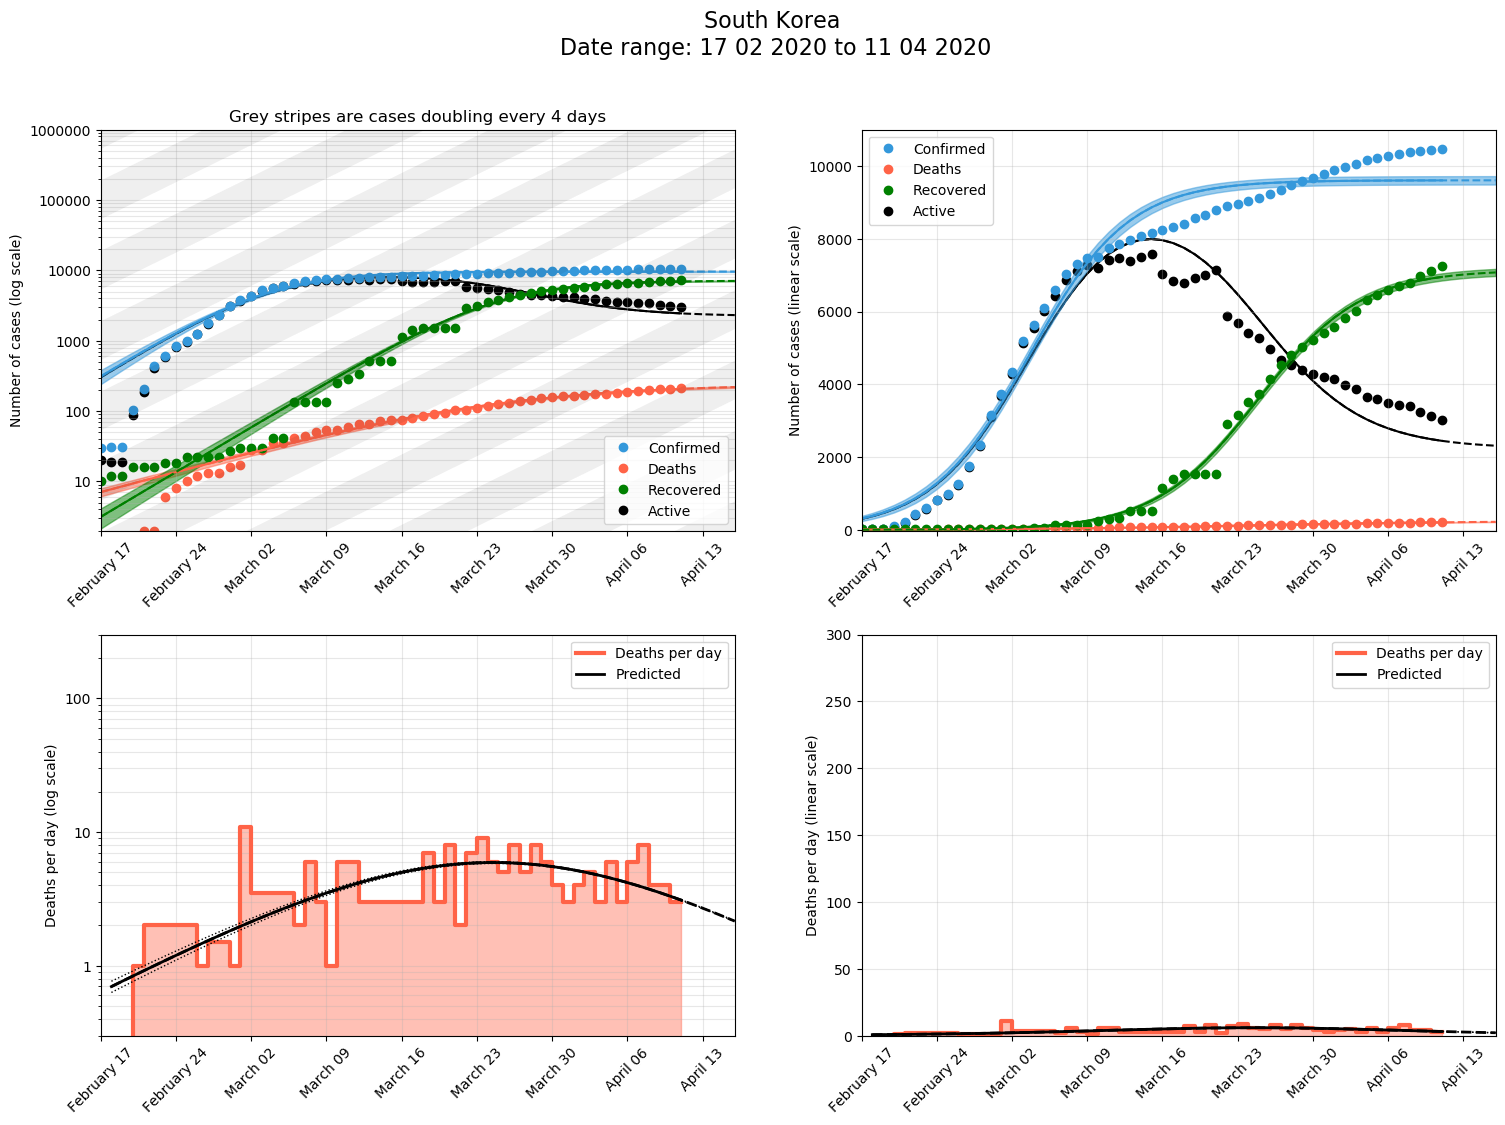 South Korea
Date range: 17 02 2020 to 11 04 2020
Grey stripes are cases doubling every 4 days
Number of cases (log scale)
1000000
100000
10000
1000
100
10
Confirmed
Deaths
Recovered
Active
February 17
February 24
March 02
March 09
March 16
March 23
March 30
April 06
April 13
Number of cases (linear scale)
10000
8000
6000
4000
2000
0
Confirmed
Deaths
Recovered
Active
February 17
February 24
March 02
March 09
March 16
March 23
March 30
April 06
April 13
Deaths per day (log scale)
100
10
1
Deaths per day
Predicted
February 17
February 24
March 02
March 09
March 16
March 23
March 30
April 06
April 13
Deaths per day (linear scale)
300
250
200
150
100
50
0
Deaths per day
Predicted
February 17
February 24
March 02
March 09
March 16
March 23
March 30
April 06
April 13